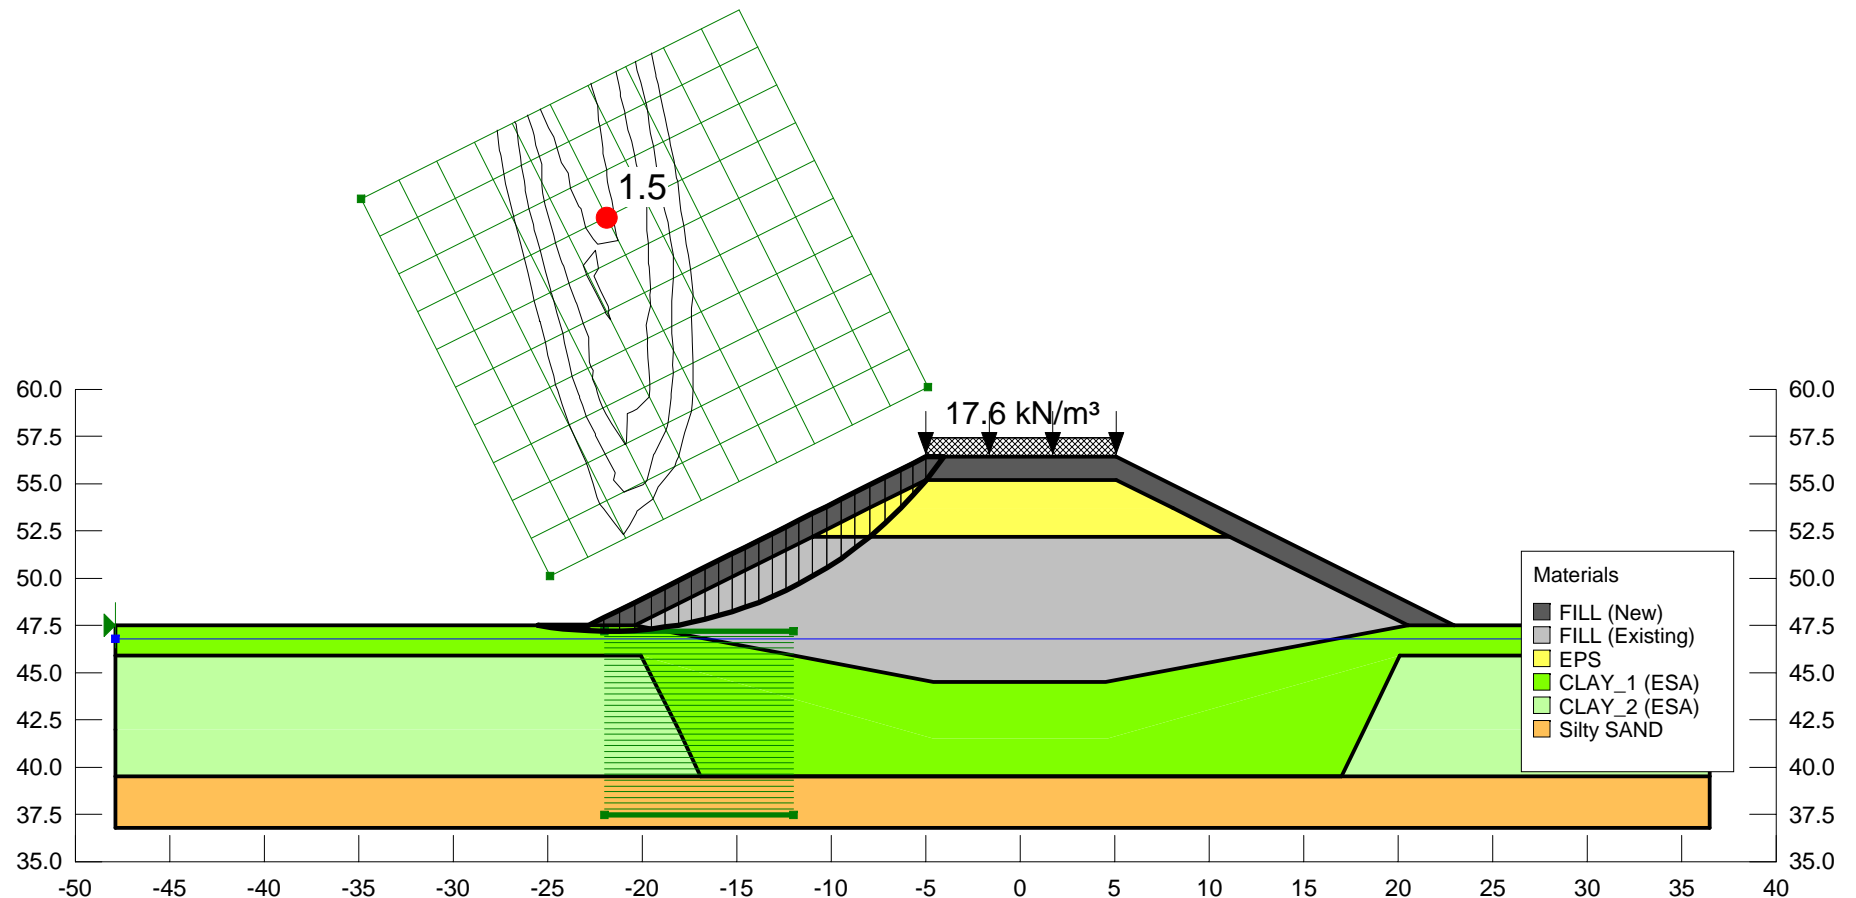 1.5
17.6 kN/m³
60.0
57.5
55.0
52.5
50.0
47.5
45.0
42.5
40.0
37.5
35.0
60.0
57.5
55.0
52.5
50.0
47.5
45.0
42.5
40.0
37.5
35.0
Materials
FILL (New)
FILL (Existing)
EPS
CLAY_1 (ESA)
CLAY_2 (ESA)
Silty SAND
-50 -45 -40 -35 -30 -25 -20 -15 -10 -5 0 5 10 15 20 25 30 35 40